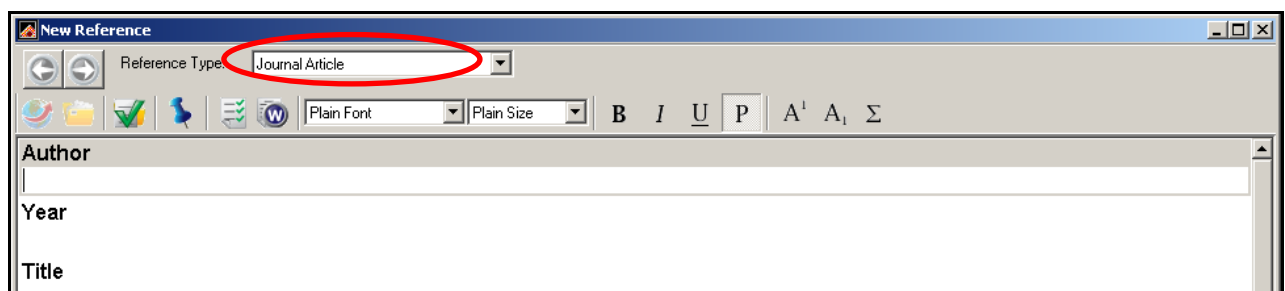 New Reference
Reference Type: Journal Article
Plain Font Plain Size B I U P A¹ A₁ Σ
Author
Year
Title